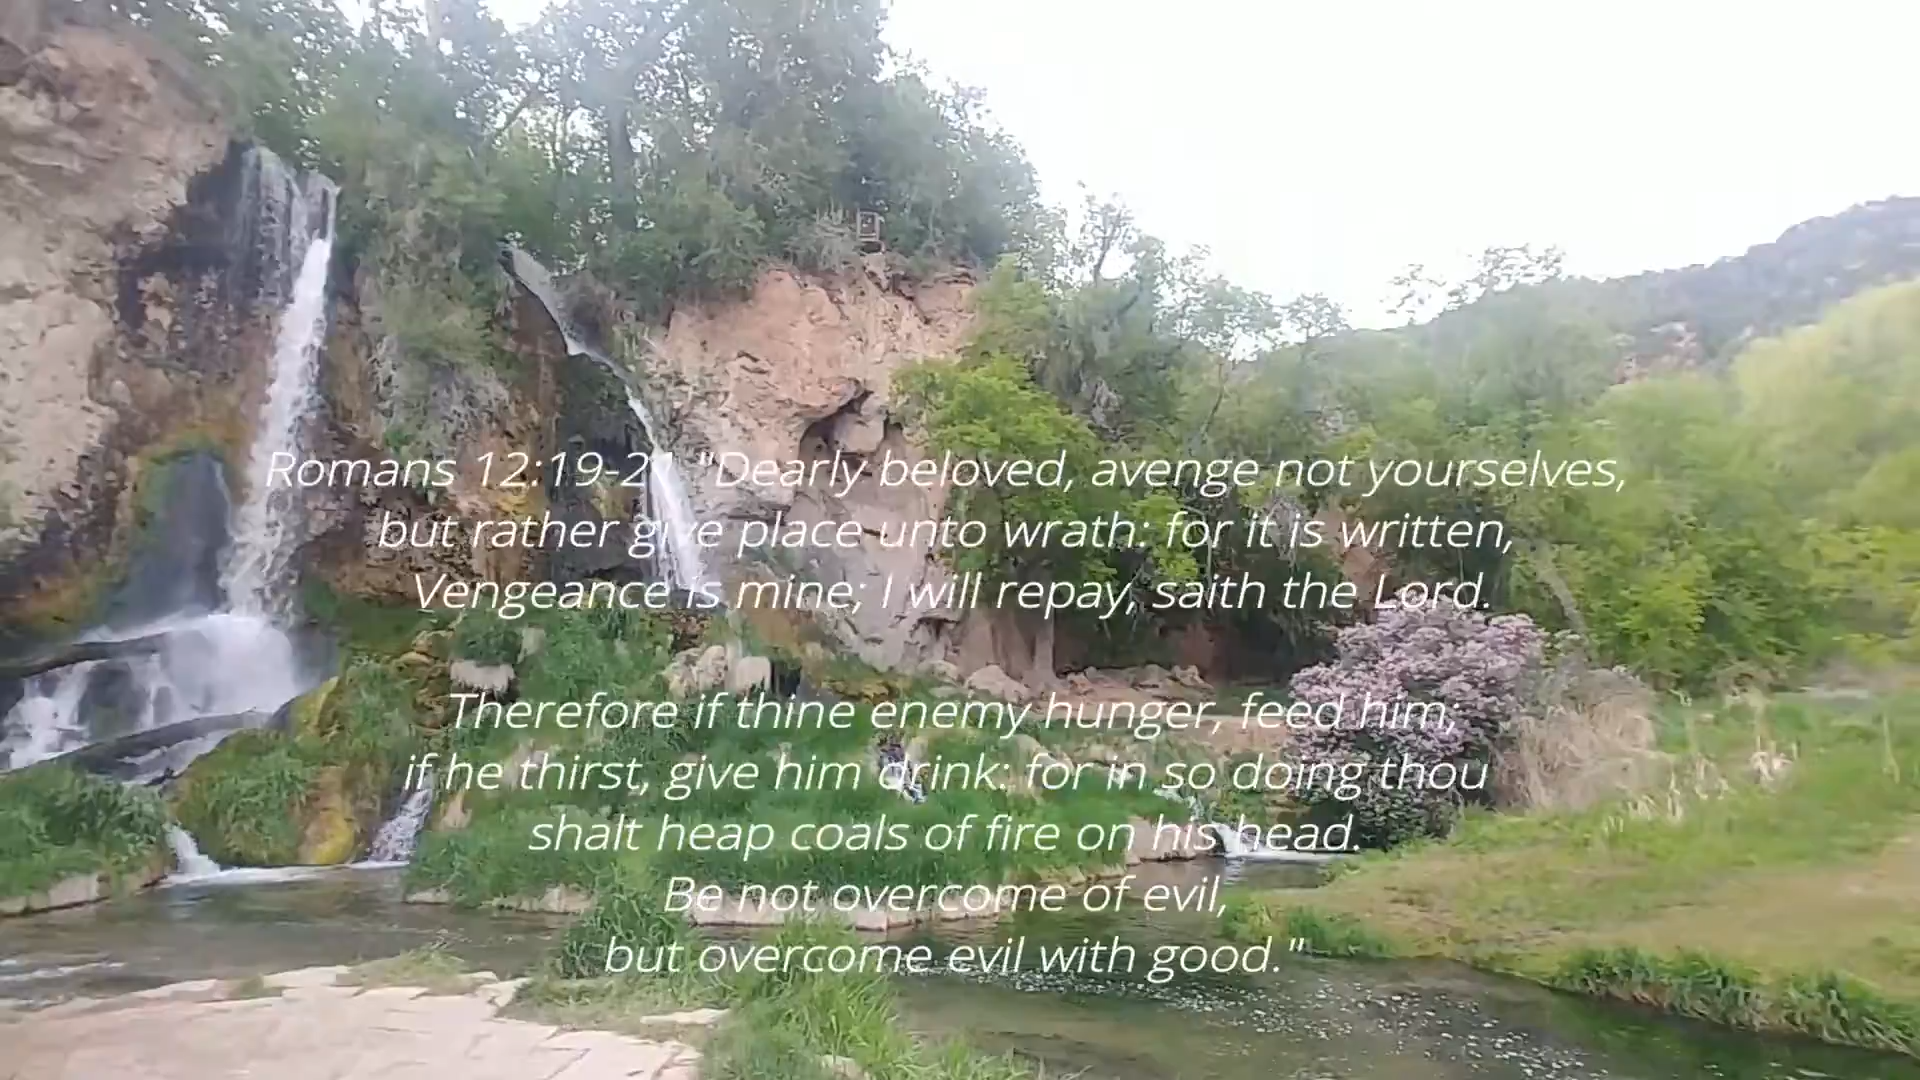 Romans 12:19-21 "Dearly beloved, avenge not yourselves,
but rather give place unto wrath: for it is written,
Vengeance is mine; I will repay, saith the Lord.
Therefore if thine enemy hunger, feed him;
if he thirst, give him drink: for in so doing thou
shalt heap coals of fire on his head.
Be not overcome of evil,
but overcome evil with good."